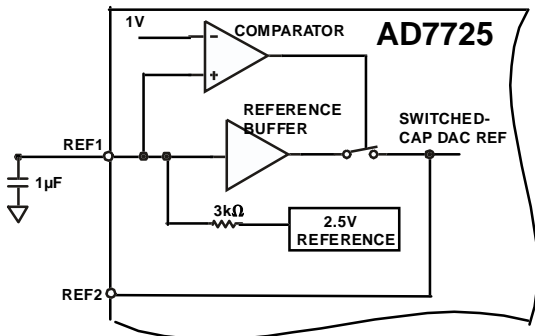 1V
COMPARATOR
AD7725
−
+
REFERENCE
BUFFER
SWITCHED-
CAP DAC REF
REF1
1µF
3kΩ
2.5V
REFERENCE
REF2